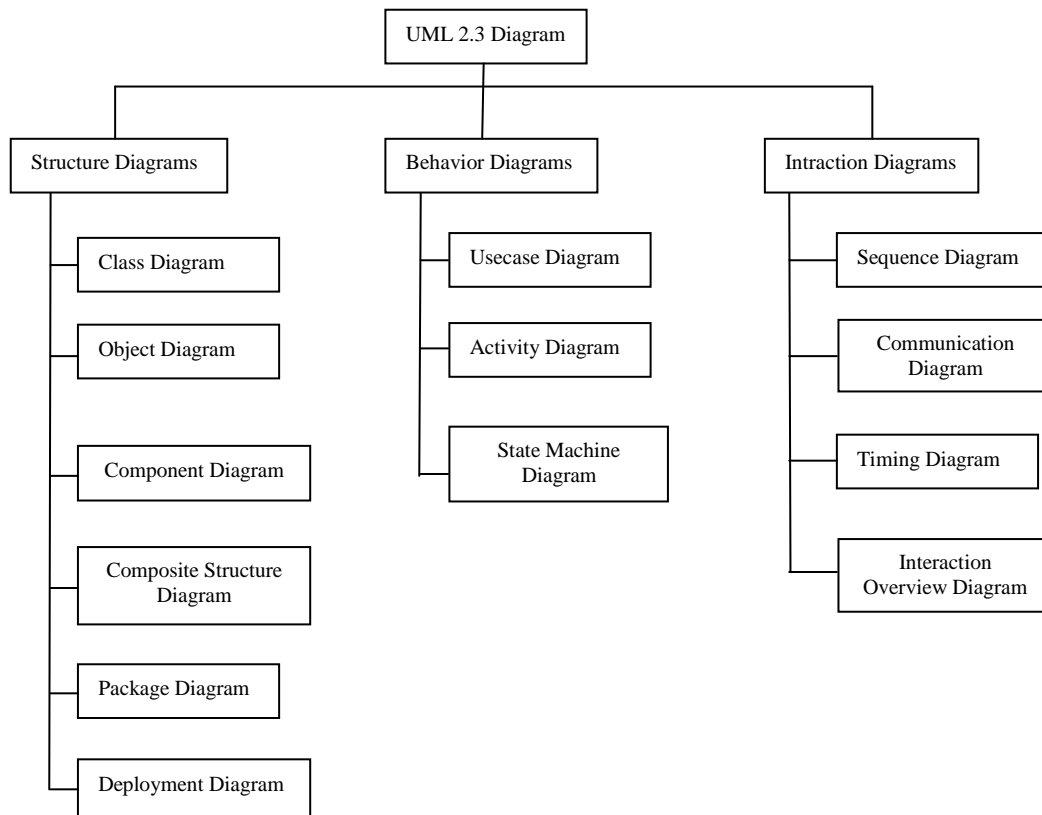 UML 2.3 Diagram
Structure Diagrams
Behavior Diagrams
Intraction Diagrams
Class Diagram
Object Diagram
Component Diagram
Composite Structure
Diagram
Package Diagram
Deployment Diagram
Usecase Diagram
Activity Diagram
State Machine
Diagram
Sequence Diagram
Communication
Diagram
Timing Diagram
Interaction
Overview Diagram